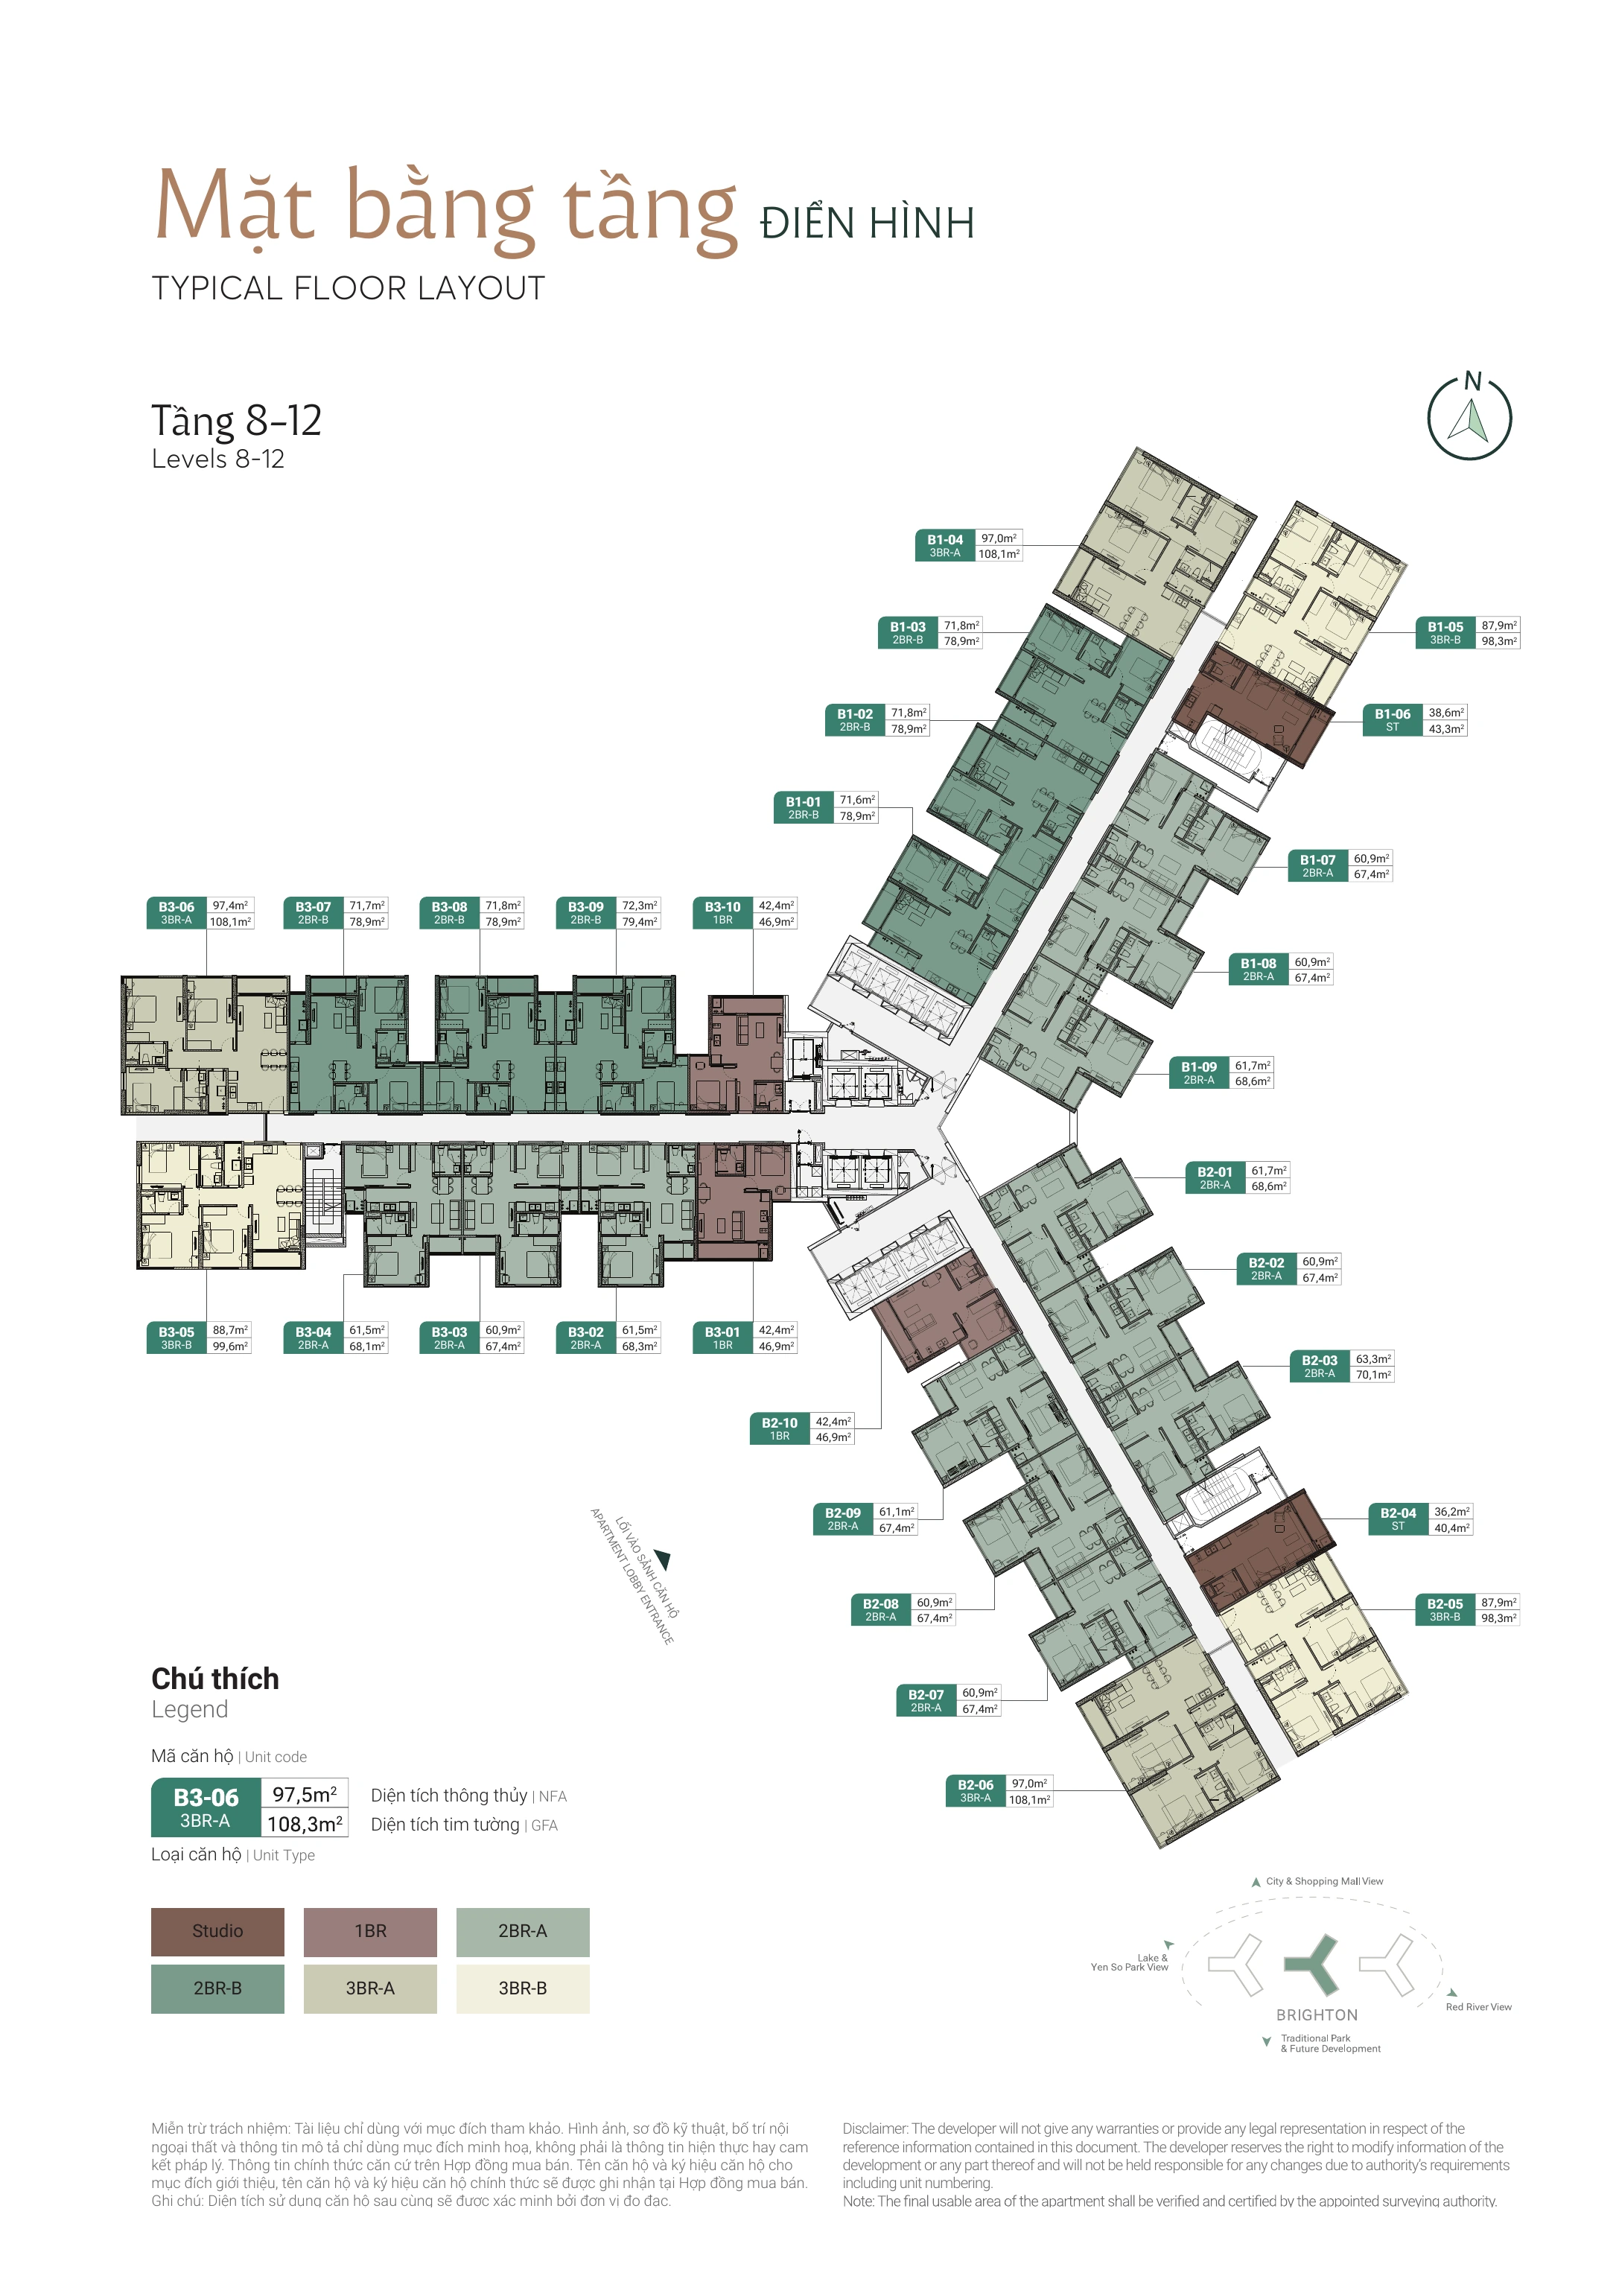 Mặt bằng tầng ĐIỂN HÌNH
TYPICAL FLOOR LAYOUT
Tầng 8-12
Levels 8-12
N
B1-04 97,0m²
3BR-A 108,1m²
B1-03 71,8m²
2BR-B 78,9m²
B1-05 87,9m²
3BR-B 98,3m²
B1-02 71,8m²
2BR-B 78,9m²
B1-06 38,6m²
ST 43,3m²
B1-01 71,6m²
2BR-B 78,9m²
B1-07 60,9m²
2BR-A 67,4m²
B3-06 97,4m²
3BR-A 108,1m²
B3-07 71,7m²
2BR-B 78,9m²
B3-08 71,8m²
2BR-B 78,9m²
B3-09 72,3m²
2BR-B 79,4m²
B3-10 42,4m²
1BR 46,9m²
B1-08 60,9m²
2BR-A 67,4m²
B1-09 61,7m²
2BR-A 68,6m²
B2-01 61,7m²
2BR-A 68,6m²
B2-02 60,9m²
2BR-A 67,4m²
B3-05 88,7m²
3BR-B 99,6m²
B3-04 61,5m²
2BR-A 68,1m²
B3-03 60,9m²
2BR-A 67,4m²
B3-02 61,5m²
2BR-A 68,3m²
B3-01 42,4m²
1BR 46,9m²
B2-03 63,3m²
2BR-A 70,1m²
B2-10 42,4m²
1BR 46,9m²
B2-09 61,1m²
2BR-A 67,4m²
B2-04 36,2m²
ST 40,4m²
LỐI VÀO SẢNH CĂN HỘ
APARTMENT LOBBY ENTRANCE
B2-08 60,9m²
2BR-A 67,4m²
B2-05 87,9m²
3BR-B 98,3m²
B2-07 60,9m²
2BR-A 67,4m²
B2-06 97,0m²
3BR-A 108,1m²
Chú thích
Legend
Mã căn hộ | Unit code
B3-06 97,5m² Diện tích thông thủy | NFA
3BR-A 108,3m² Diện tích tim tường | GFA
Loại căn hộ | Unit Type
Studio 1BR 2BR-A
2BR-B 3BR-A 3BR-B
City & Shopping Mall View
Lake &
Yen So Park View
Red River View
BRIGHTON
Traditional Park
& Future Development
Miễn trừ trách nhiệm: Tài liệu chỉ dùng với mục đích tham khảo. Hình ảnh, sơ đồ kỹ thuật, bố trí nội
ngoại thất và thông tin mô tả chỉ dùng mục đích minh hoạ, không phải là thông tin hiện thực hay cam
kết pháp lý. Thông tin chính thức căn cứ trên Hợp đồng mua bán. Tên căn hộ và ký hiệu căn hộ cho
mục đích giới thiệu, tên căn hộ và ký hiệu căn hộ chính thức sẽ được ghi nhận tại Hợp đồng mua bán.
Ghi chú: Diện tích sử dụng căn hộ sau cùng sẽ được xác minh bởi đơn vị đo đạc.
Disclaimer: The developer will not give any warranties or provide any legal representation in respect of the
reference information contained in this document. The developer reserves the right to modify information of the
development or any part thereof and will not be held responsible for any changes due to authority's requirements
including unit numbering.
Note: The final usable area of the apartment shall be verified and certified by the appointed surveying authority.